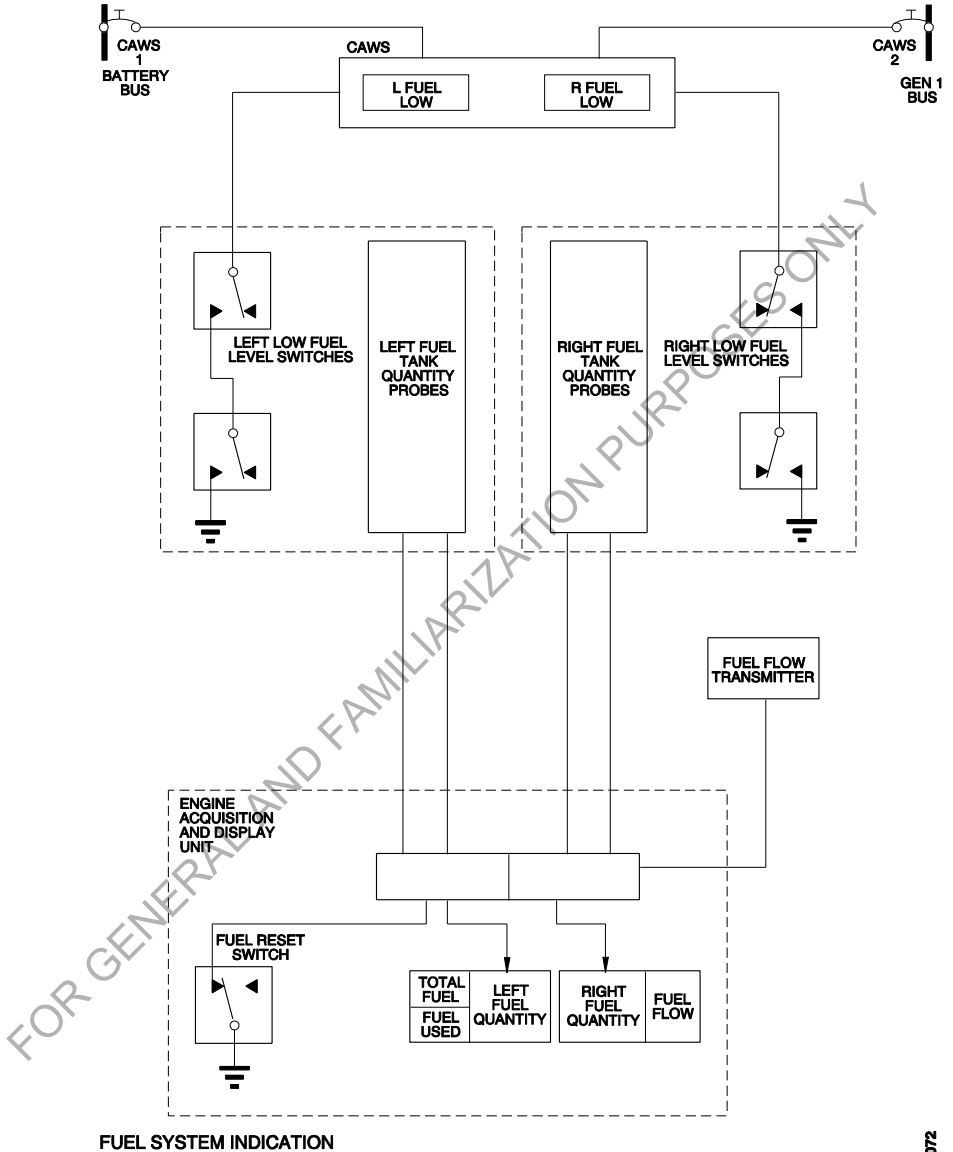 CAWS
1
BATTERY
BUS
CAWS
L FUEL
LOW
R FUEL
LOW
CAWS
2
GEN 1
BUS
LEFT LOW FUEL
LEVEL SWITCHES
LEFT FUEL
TANK
QUANTITY
PROBES
RIGHT FUEL
TANK
QUANTITY
PROBES
RIGHT LOW FUEL
LEVEL SWITCHES
FUEL FLOW
TRANSMITTER
ENGINE
ACQUISITION
AND DISPLAY
UNIT
FUEL RESET
SWITCH
TOTAL
FUEL
FUEL
USED
LEFT
FUEL
QUANTITY
RIGHT
FUEL
QUANTITY
FUEL
FLOW
FOR GENERAL AND FAMILIARIZATION PURPOSES ONLY
FUEL SYSTEM INDICATION